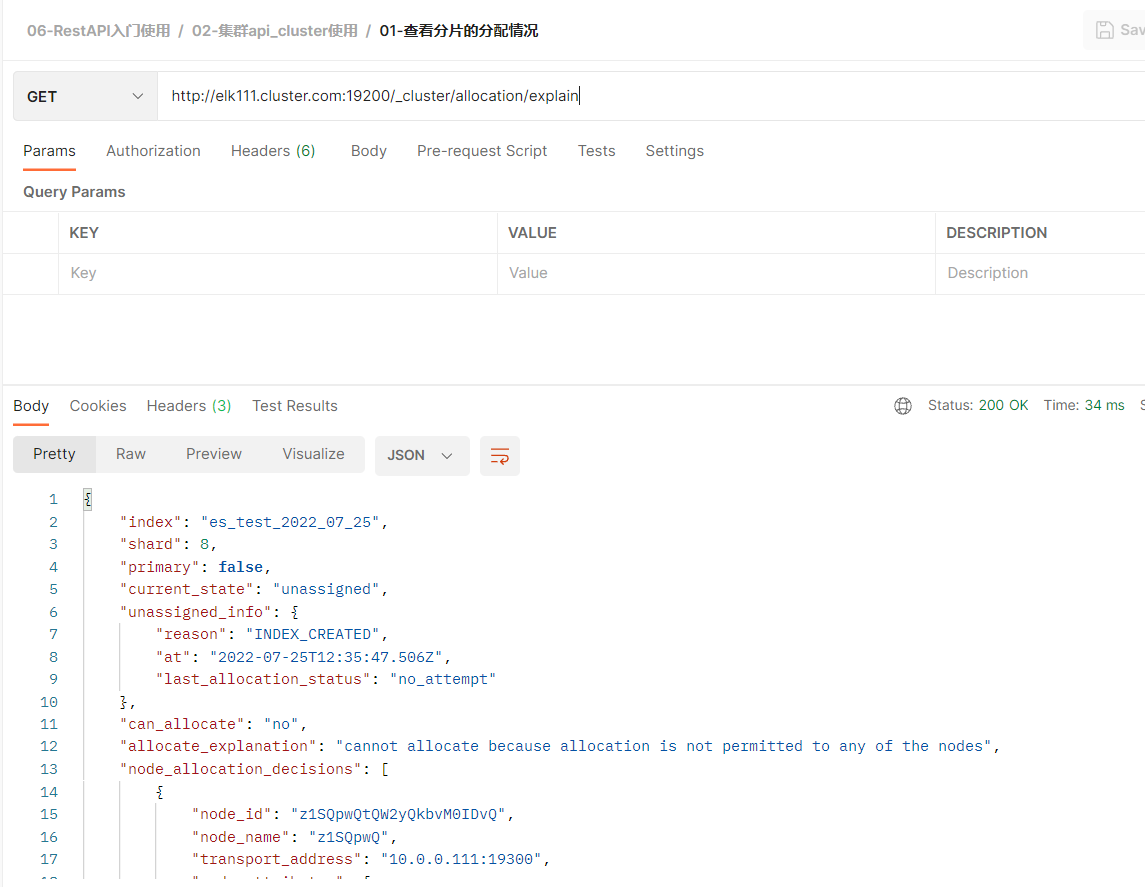 06-RestAPI入门使用 / 02-集群api_cluster使用 / 01-查看分片的分配情况
Sav
GET http://elk111.cluster.com:19200/_cluster/allocation/explain
Params Authorization Headers (6) Body Pre-request Script Tests Settings
Query Params
KEY VALUE DESCRIPTION
Key Value Description
Body Cookies Headers (3) Test Results Status: 200 OK Time: 34 ms S
Pretty Raw Preview Visualize JSON
1 {
2 "index": "es_test_2022_07_25",
3 "shard": 8,
4 "primary": false,
5 "current_state": "unassigned",
6 "unassigned_info": {
7 "reason": "INDEX_CREATED",
8 "at": "2022-07-25T12:35:47.506Z",
9 "last_allocation_status": "no_attempt"
10 },
11 "can_allocate": "no",
12 "allocate_explanation": "cannot allocate because allocation is not permitted to any of the nodes",
13 "node_allocation_decisions": [
14 {
15 "node_id": "z1SQpwQtQW2yQkbvM0IDvQ",
16 "node_name": "z1SQpwQ",
17 "transport_address": "10.0.0.111:19300",